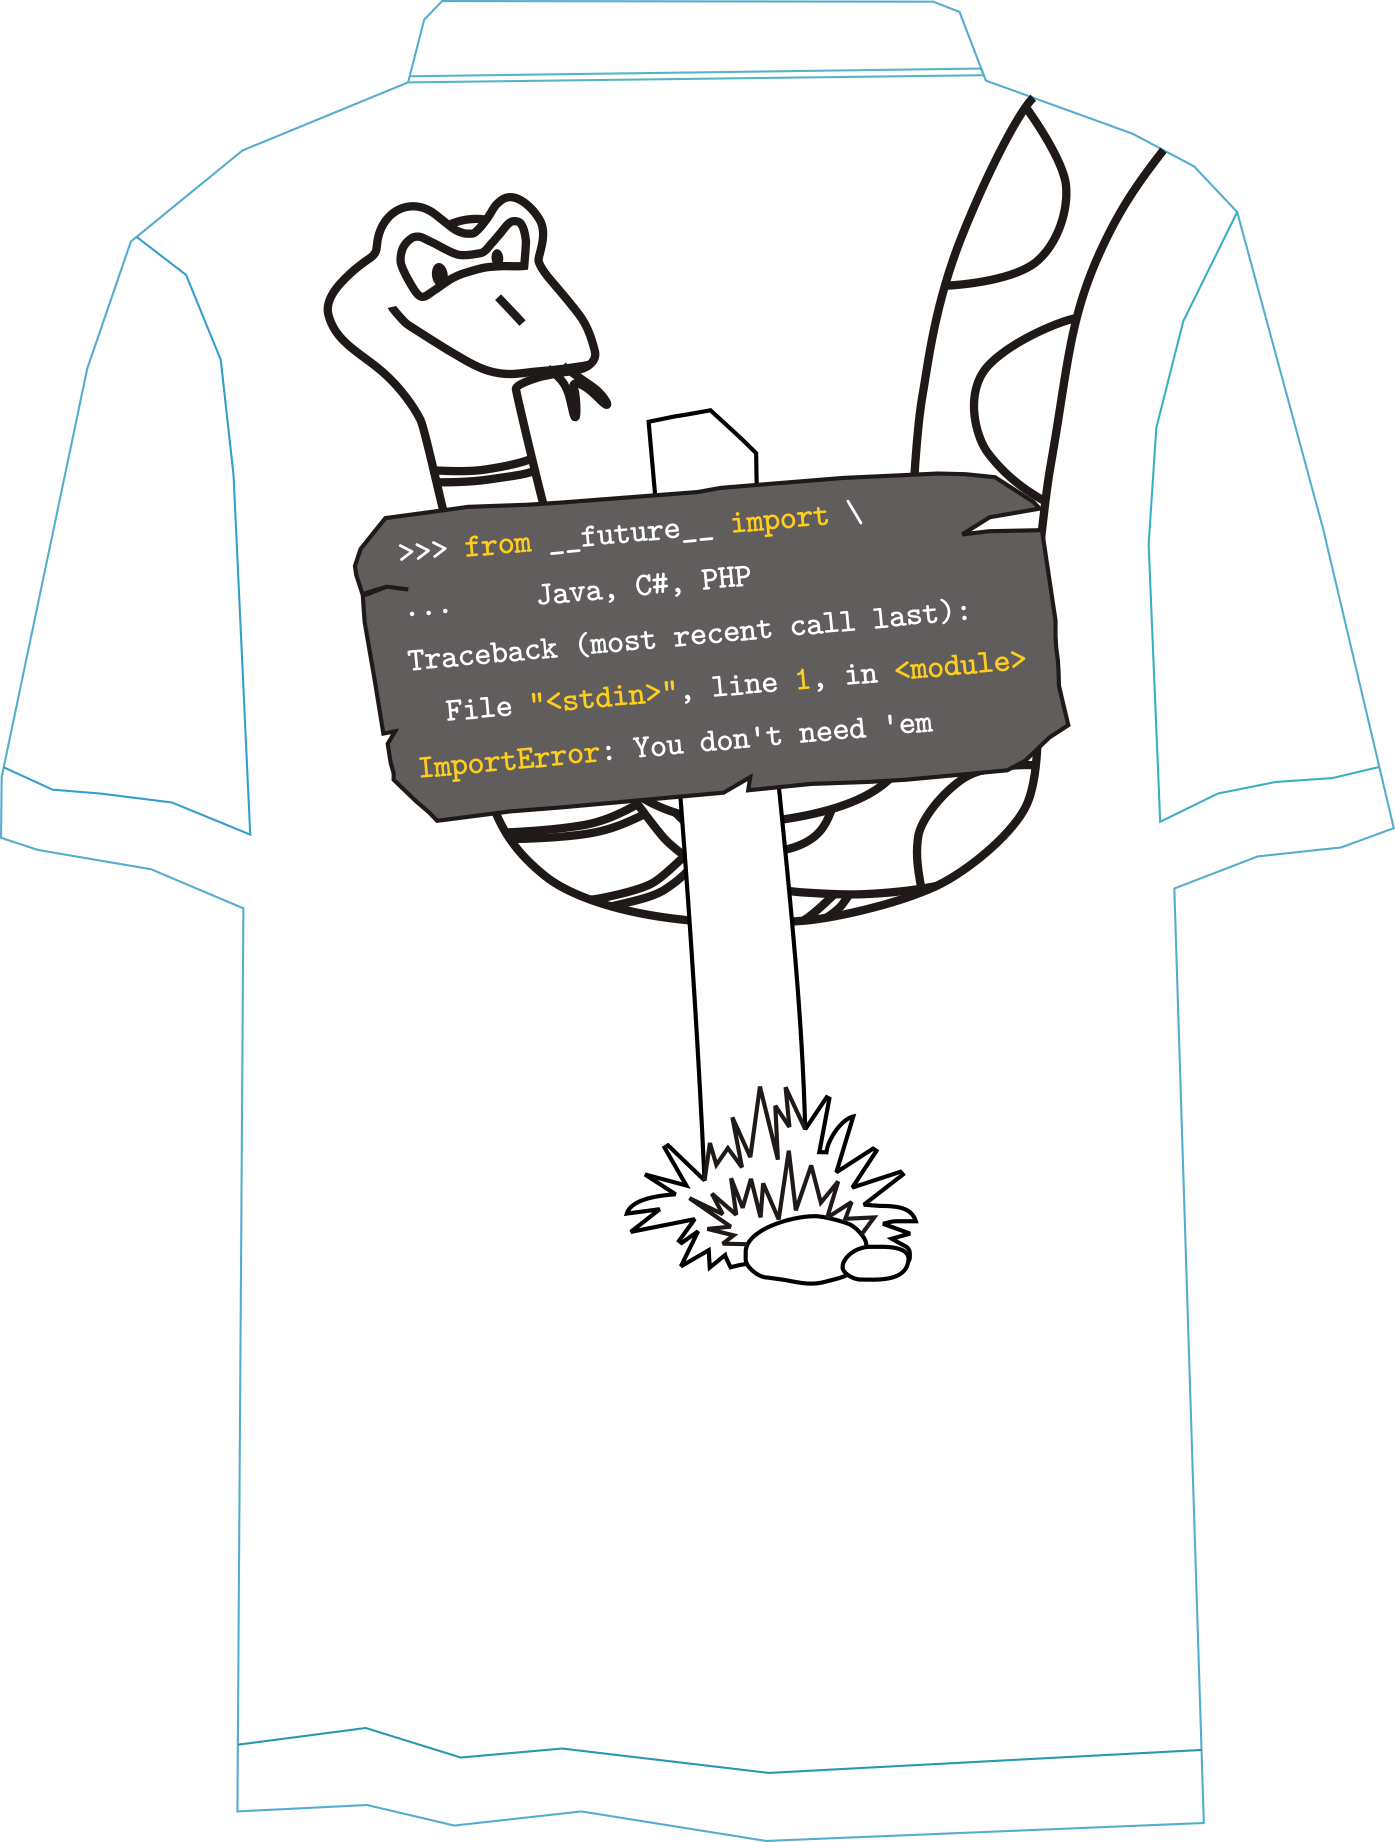 >>> from __future__ import \
...     Java, C#, PHP
Traceback (most recent call last):
  File "<stdin>", line 1, in <module>
ImportError: You don't need 'em